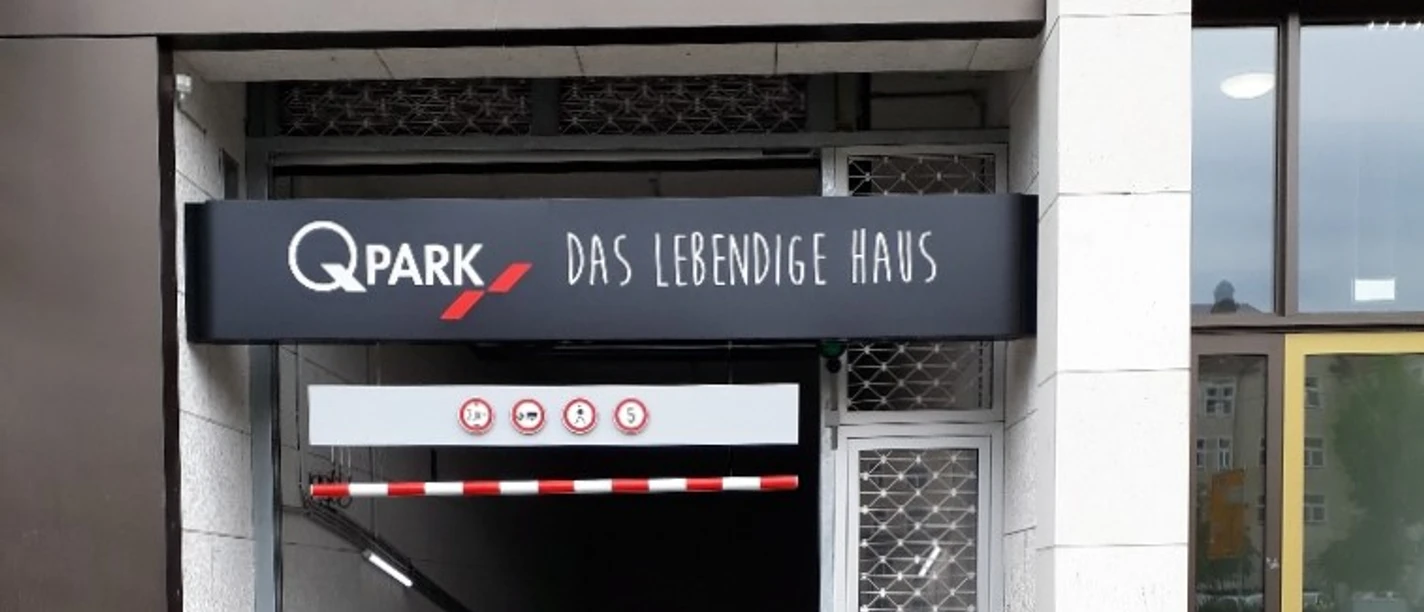 QPARK DAS LEBENDIGE HAUS
5